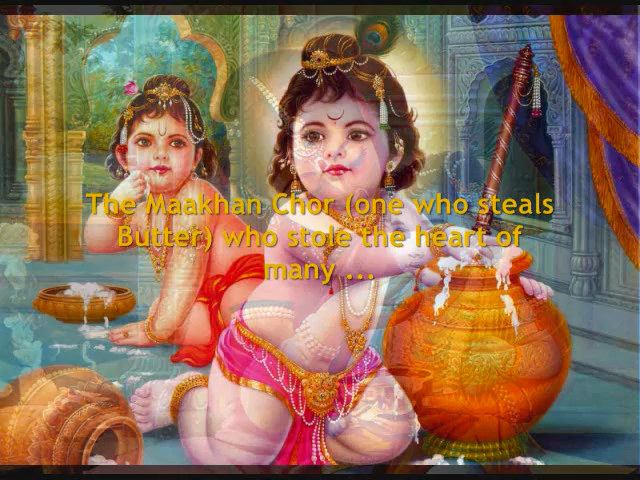 The Maakhan Chor (one who steals
Butter) who stole the heart of
many ...